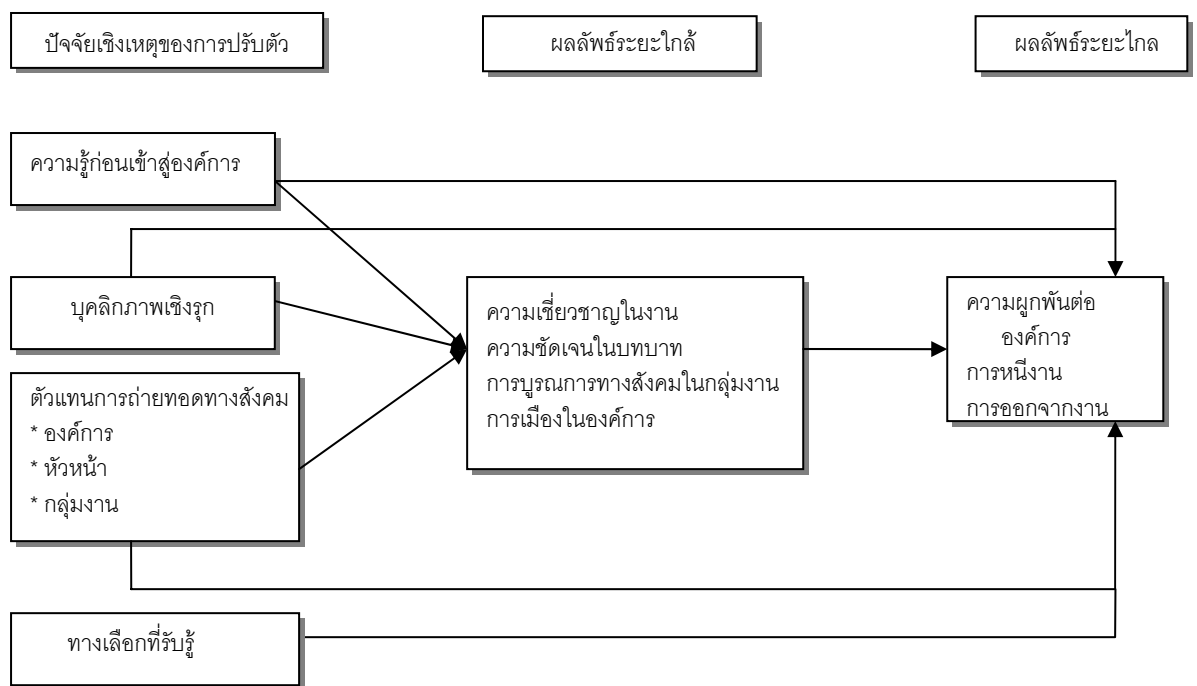 ปัจจัยเชิงเหตุของการปรับตัว
ผลลัพธ์ระยะใกล้
ผลลัพธ์ระยะไกล
ความรู้ก่อนเข้าสู่องค์การ
บุคลิกภาพเชิงรุก
ตัวแทนการถ่ายทอดทางสังคม
* องค์การ
* หัวหน้า
* กลุ่มงาน
ทางเลือกที่รับรู้
ความเชี่ยวชาญในงาน
ความชัดเจนในบทบาท
การบูรณการทางสังคมในกลุ่มงาน
การเมืองในองค์การ
ความผูกพันต่อ
องค์การ
การหนีงาน
การออกจากงาน